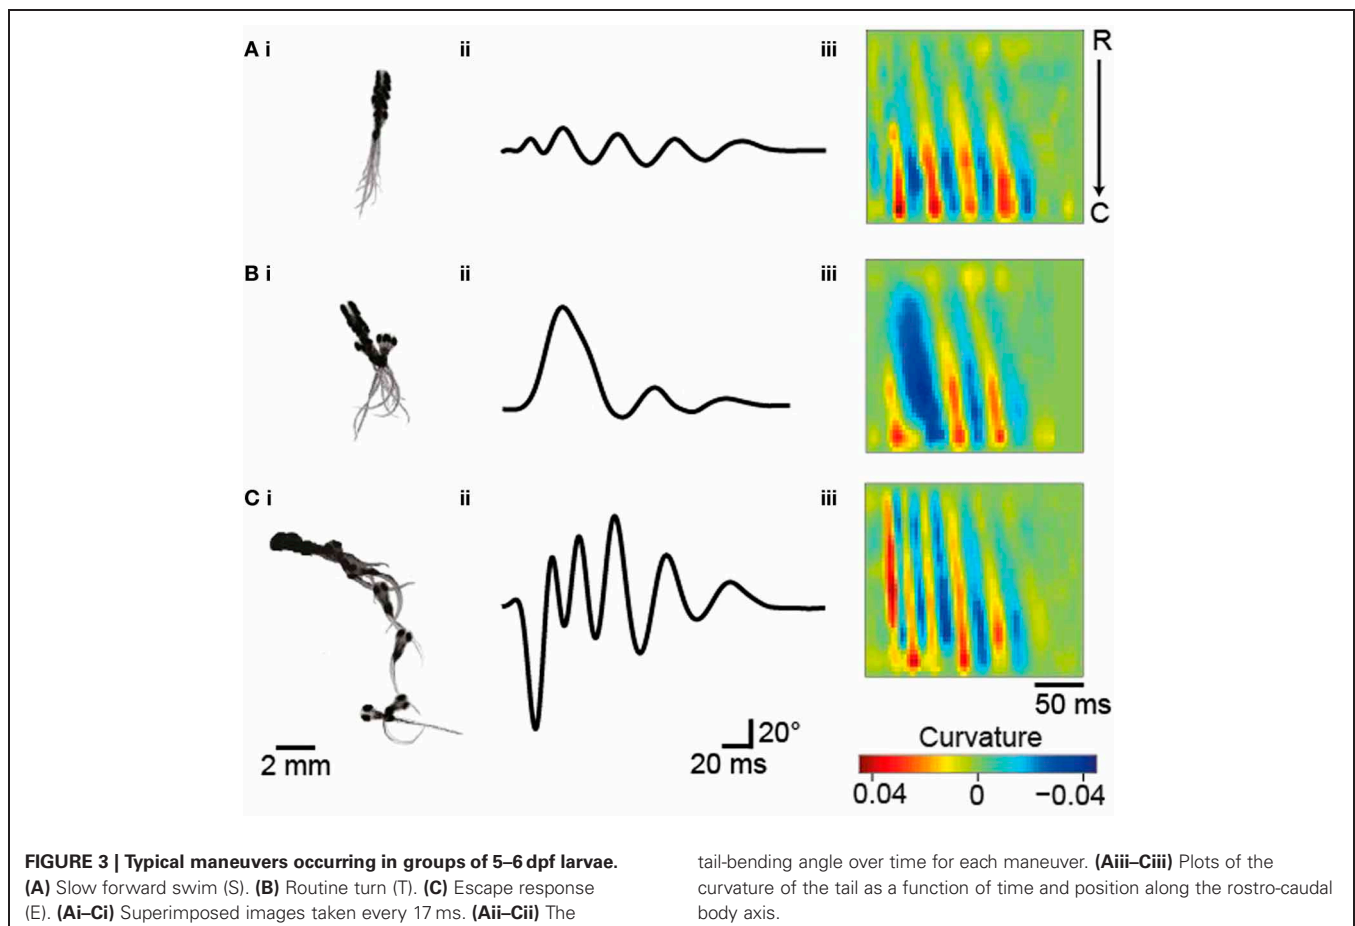 A i
ii
iii
R
C
B i
ii
iii
C i
ii
iii
50 ms
20°
20 ms
2 mm
Curvature
0.04 0 −0.04
FIGURE 3 | Typical maneuvers occurring in groups of 5–6 dpf larvae.
(A) Slow forward swim (S). (B) Routine turn (T). (C) Escape response
(E). (Ai–Ci) Superimposed images taken every 17 ms. (Aii–Cii) The
tail-bending angle over time for each maneuver. (Aiii–Ciii) Plots of the
curvature of the tail as a function of time and position along the rostro-caudal
body axis.